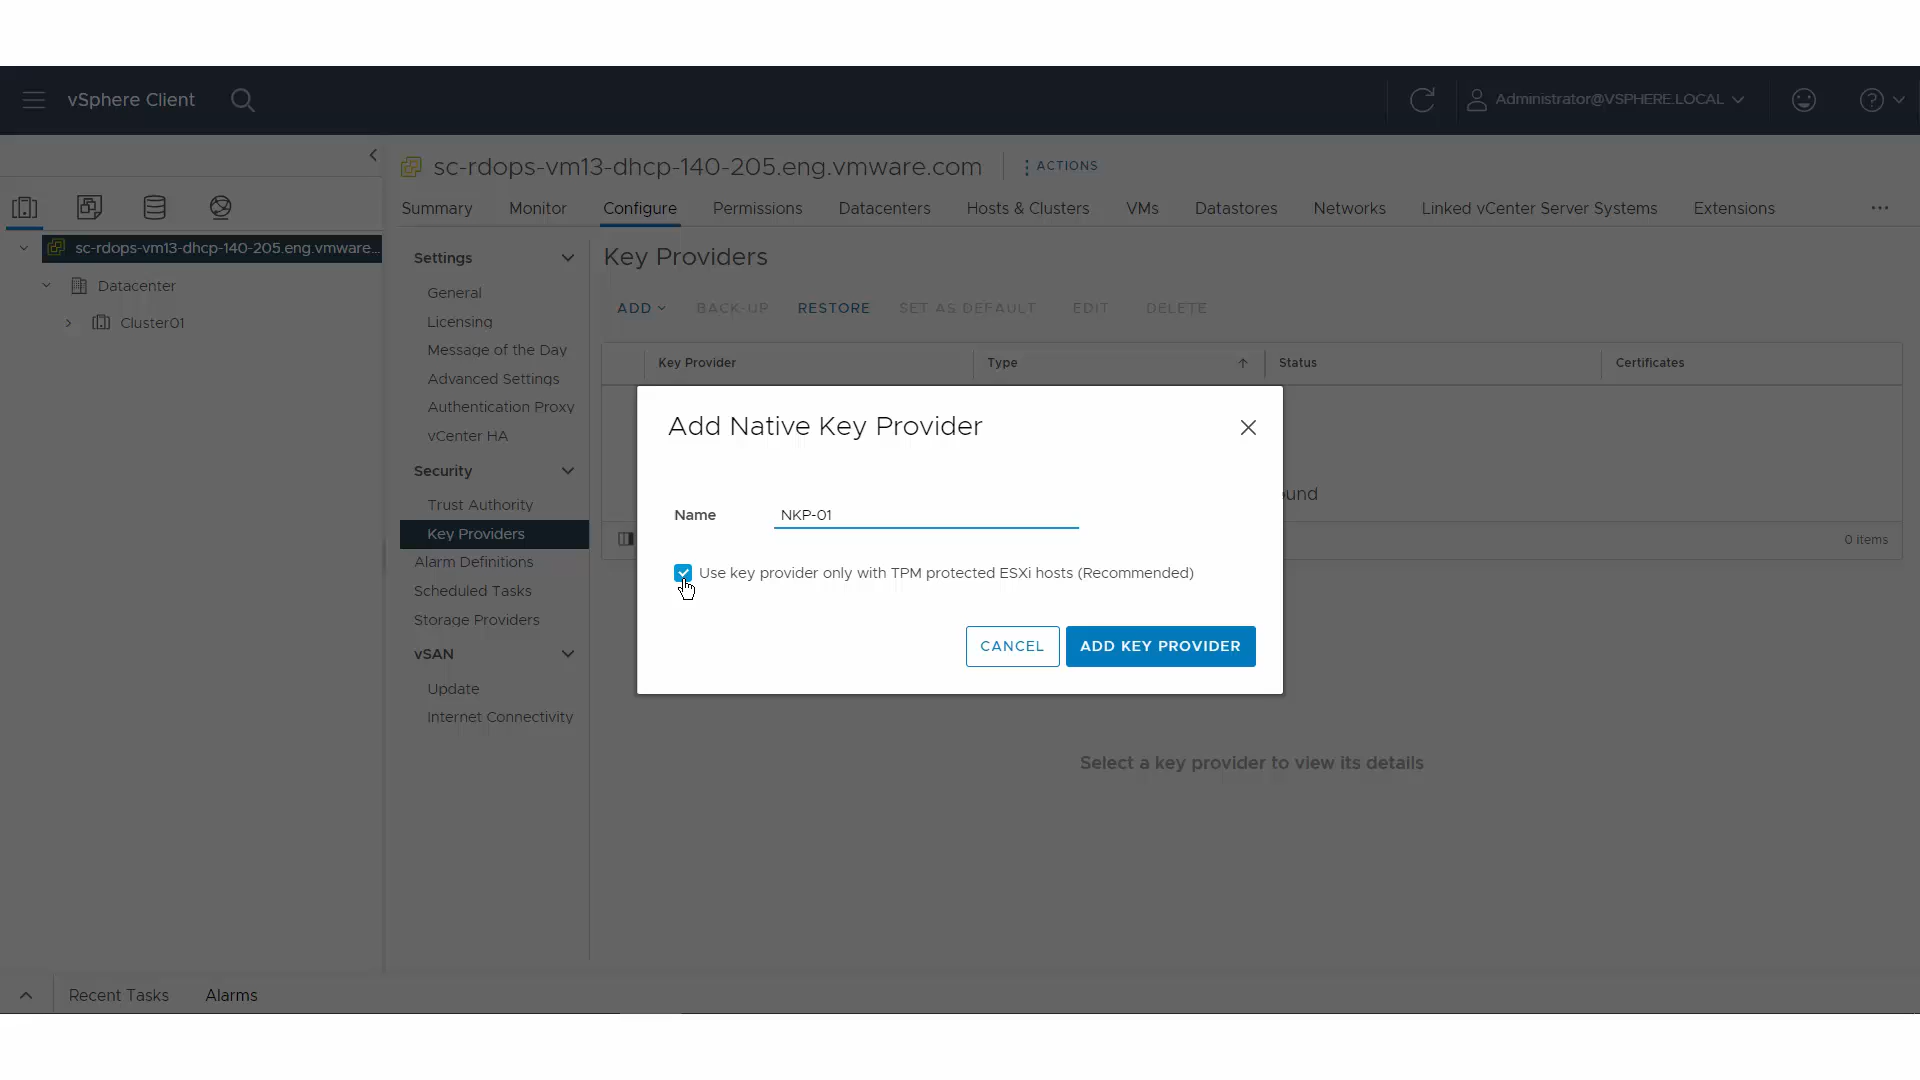 vSphere Client
Administrator@VSPHERE.LOCAL
sc-rdops-vm13-dhcp-140-205.eng.vmware.com
ACTIONS
Summary Monitor Configure Permissions Datacenters Hosts & Clusters VMs Datastores Networks Linked vCenter Server Systems Extensions ...
sc-rdops-vm13-dhcp-140-205.eng.vmware...
Datacenter
Cluster01
Settings
General
Licensing
Message of the Day
Advanced Settings
Authentication Proxy
vCenter HA
Security
Trust Authority
Key Providers
Alarm Definitions
Scheduled Tasks
Storage Providers
vSAN
Update
Internet Connectivity
Key Providers
ADD BACK-UP RESTORE SET AS DEFAULT EDIT DELETE
Key Provider Type Status Certificates
0 items
Add Native Key Provider
Name NKP-01
Use key provider only with TPM protected ESXi hosts (Recommended)
CANCEL ADD KEY PROVIDER
Select a key provider to view its details
Recent Tasks Alarms